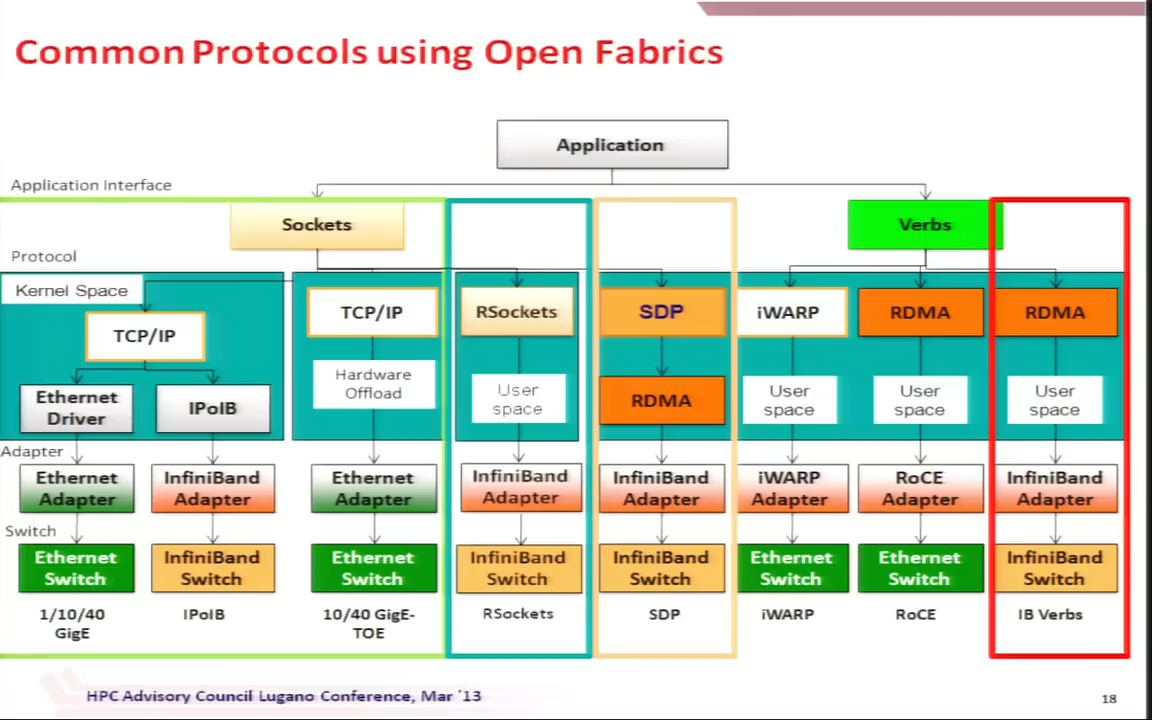 Common Protocols using Open Fabrics
Application
Application Interface
Sockets
Verbs
Protocol
Kernel Space
TCP/IP
TCP/IP
RSockets
SDP
iWARP
RDMA
RDMA
Ethernet
Driver
IPoIB
Hardware
Offload
User
space
RDMA
User
space
User
space
User
space
Adapter
Ethernet
Adapter
InfiniBand
Adapter
Ethernet
Adapter
InfiniBand
Adapter
InfiniBand
Adapter
iWARP
Adapter
RoCE
Adapter
InfiniBand
Adapter
Switch
Ethernet
Switch
InfiniBand
Switch
Ethernet
Switch
InfiniBand
Switch
InfiniBand
Switch
Ethernet
Switch
Ethernet
Switch
InfiniBand
Switch
1/10/40
GigE
IPoIB
10/40 GigE-
TOE
RSockets
SDP
iWARP
RoCE
IB Verbs
HPC Advisory Council Lugano Conference, Mar '13
18